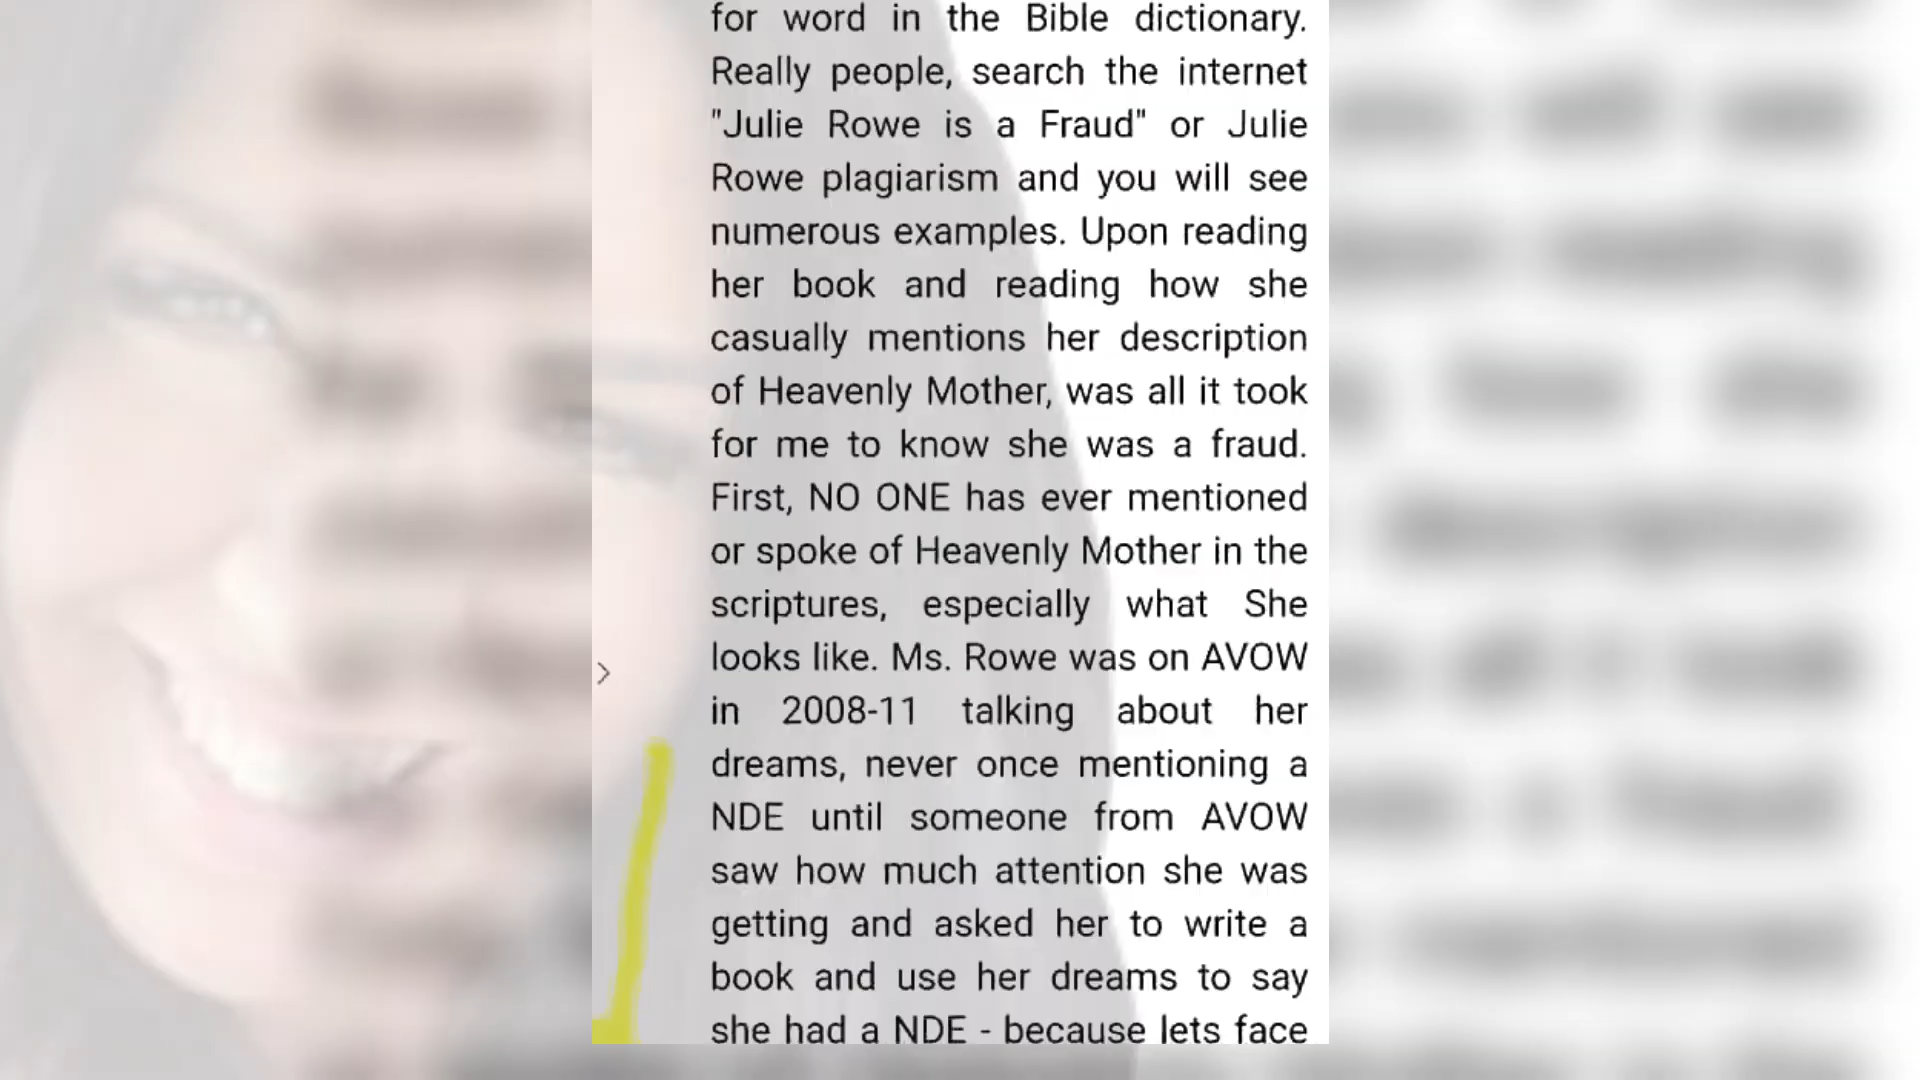 for word in the Bible dictionary.
Really people, search the internet
"Julie Rowe is a Fraud" or Julie
Rowe plagiarism and you will see
numerous examples. Upon reading
her book and reading how she
casually mentions her description
of Heavenly Mother, was all it took
for me to know she was a fraud.
First, NO ONE has ever mentioned
or spoke of Heavenly Mother in the
scriptures, especially what She
looks like. Ms. Rowe was on AVOW
in 2008-11 talking about her
dreams, never once mentioning a
NDE until someone from AVOW
saw how much attention she was
getting and asked her to write a
book and use her dreams to say
she had a NDE - because lets face